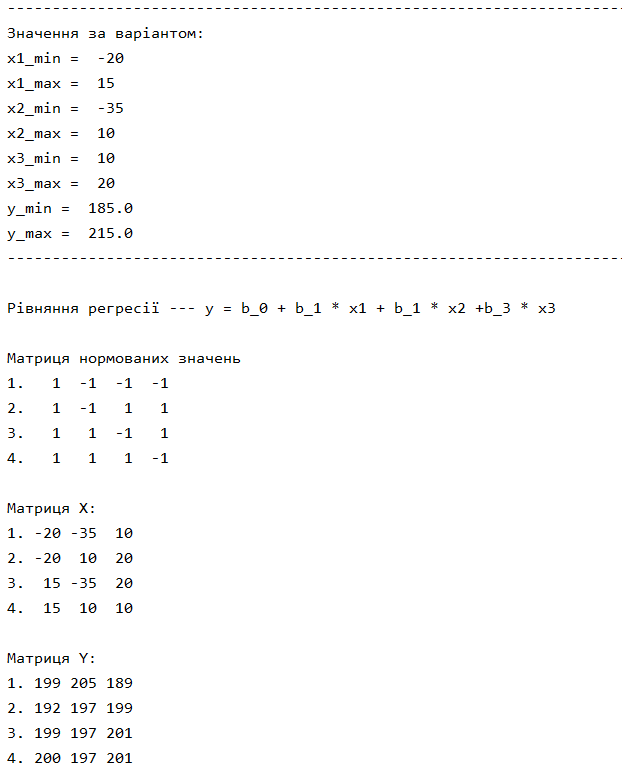 Значення за варіантом:
x1_min =  -20
x1_max =  15
x2_min =  -35
x2_max =  10
x3_min =  10
x3_max =  20
y_min =  185.0
y_max =  215.0
Рівняння регресії --- y = b_0 + b_1 * x1 + b_1 * x2 +b_3 * x3
Матриця нормованих значень
1.   1  -1  -1  -1
2.   1  -1   1   1
3.   1   1  -1   1
4.   1   1   1  -1
Матриця X:
1. -20 -35  10
2. -20  10  20
3.  15 -35  20
4.  15  10  10
Матриця Y:
1. 199 205 189
2. 192 197 199
3. 199 197 201
4. 200 197 201